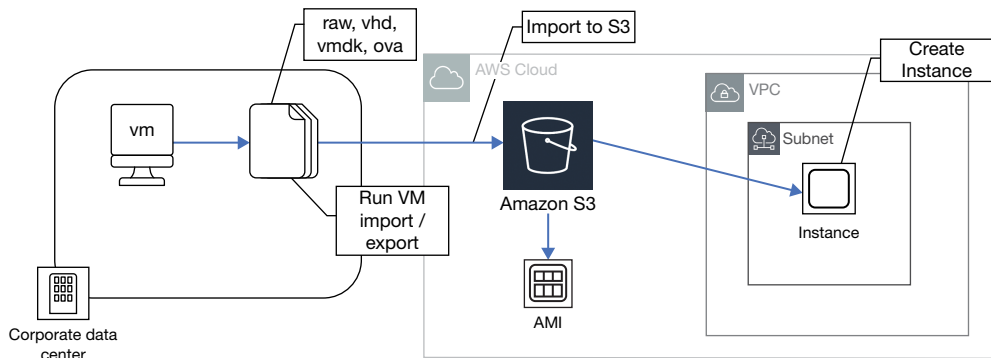 raw, vhd,
vmdk, ova
Import to S3
Create
Instance
AWS Cloud
VPC
vm
Subnet
Run VM
import /
export
Amazon S3
Instance
AMI
Corporate data
center